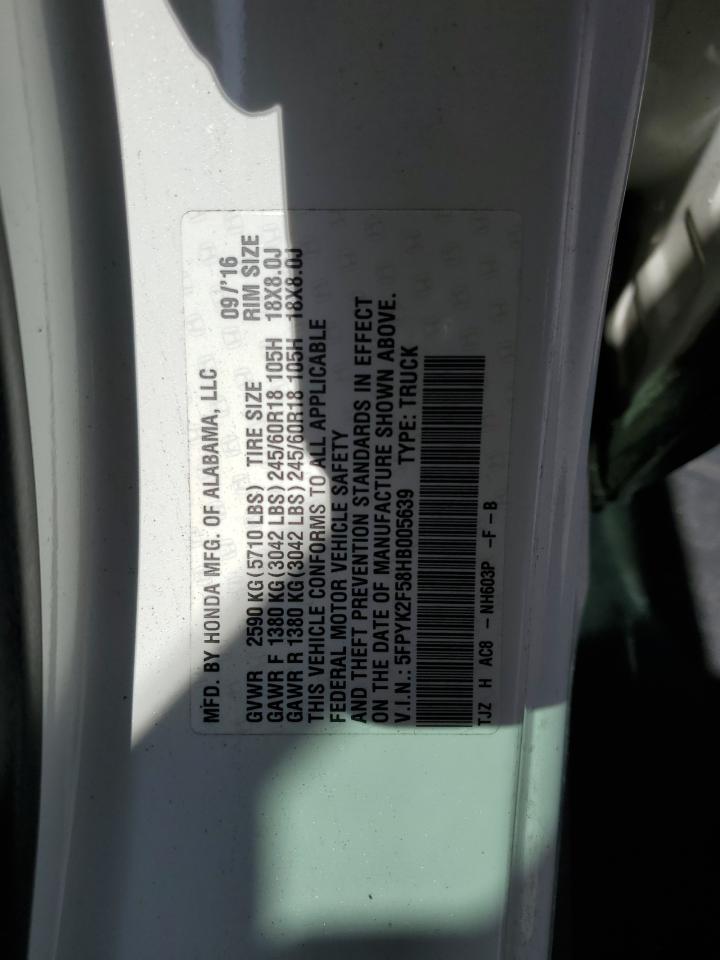 MFD. BY HONDA MFG. OF ALABAMA, LLC 09/'16
GVWR 2590 KG(5710 LBS) TIRE SIZE RIM SIZE
GAWR F 1380 KG(3042 LBS)245/60R18 105H 18X8.0J
GAWR R 1380 KG(3042 LBS)245/60R18 105H 18X8.0J
THIS VEHICLE CONFORMS TO ALL APPLICABLE
FEDERAL MOTOR VEHICLE SAFETY
AND THEFT PREVENTION STANDARDS IN EFFECT
ON THE DATE OF MANUFACTURE SHOWN ABOVE.
V.I.N.: 5FPYK2F58HB005639 TYPE: TRUCK
TJZ H AC8 -NH603P -F-B